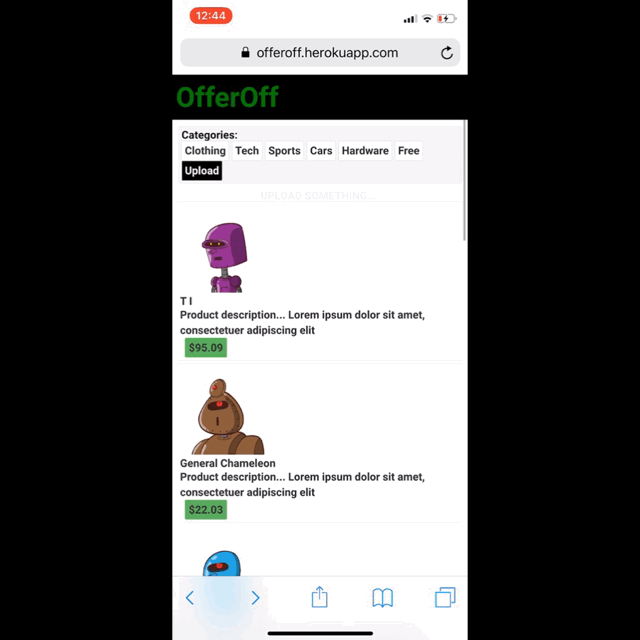 12:44
offeroff.herokuapp.com
OfferOff
Categories:
Clothing Tech Sports Cars Hardware Free
Upload
UPLOAD SOMETHING...
T I
Product description... Lorem ipsum dolor sit amet,
consectetuer adipiscing elit
$95.09
General Chameleon
Product description... Lorem ipsum dolor sit amet,
consectetuer adipiscing elit
$22.03